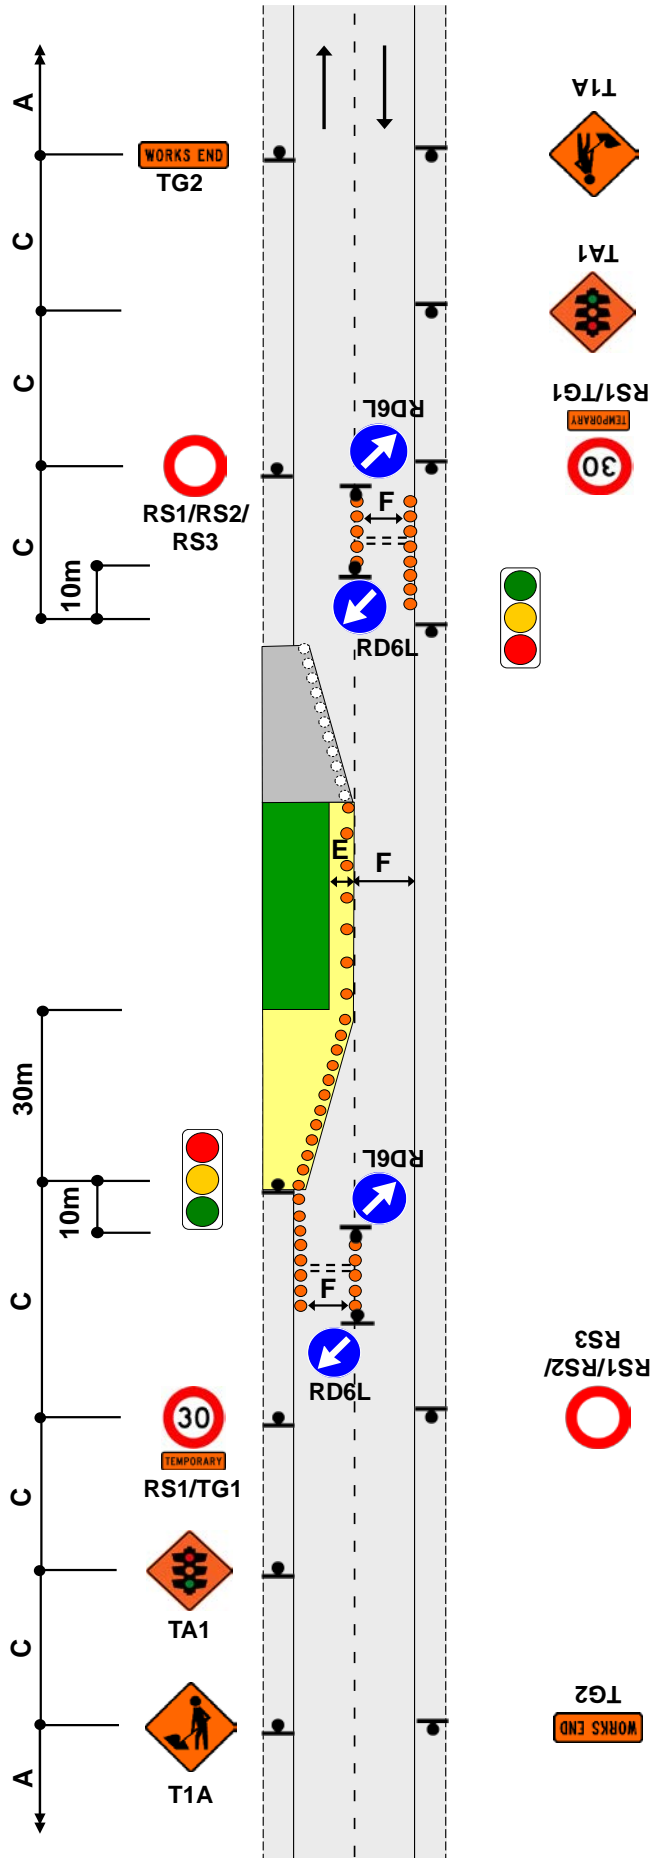 A
WORKS END
TG2
T1A
C
TA1
C
RS1/TG1
TEMPORARY
30
RD6L
RS1/RS2/
RS3
F
C
10m
RD6L
E
F
30m
RD6L
10m
F
C
RD6L
RS1/RS2/
RS3
30
TEMPORARY
RS1/TG1
C
TA1
C
TG2
WORKS END
T1A
A